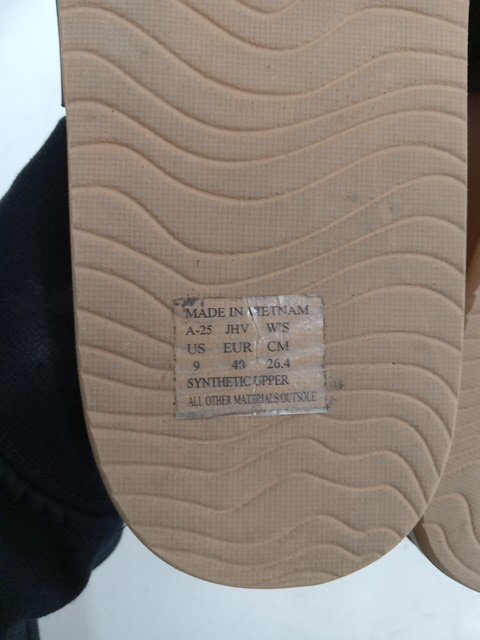 MADE IN VIETNAM
A-25 JHV W'S
US EUR CM
9 40 26.4
SYNTHETIC UPPER
ALL OTHER MATERIALS OUTSOLE